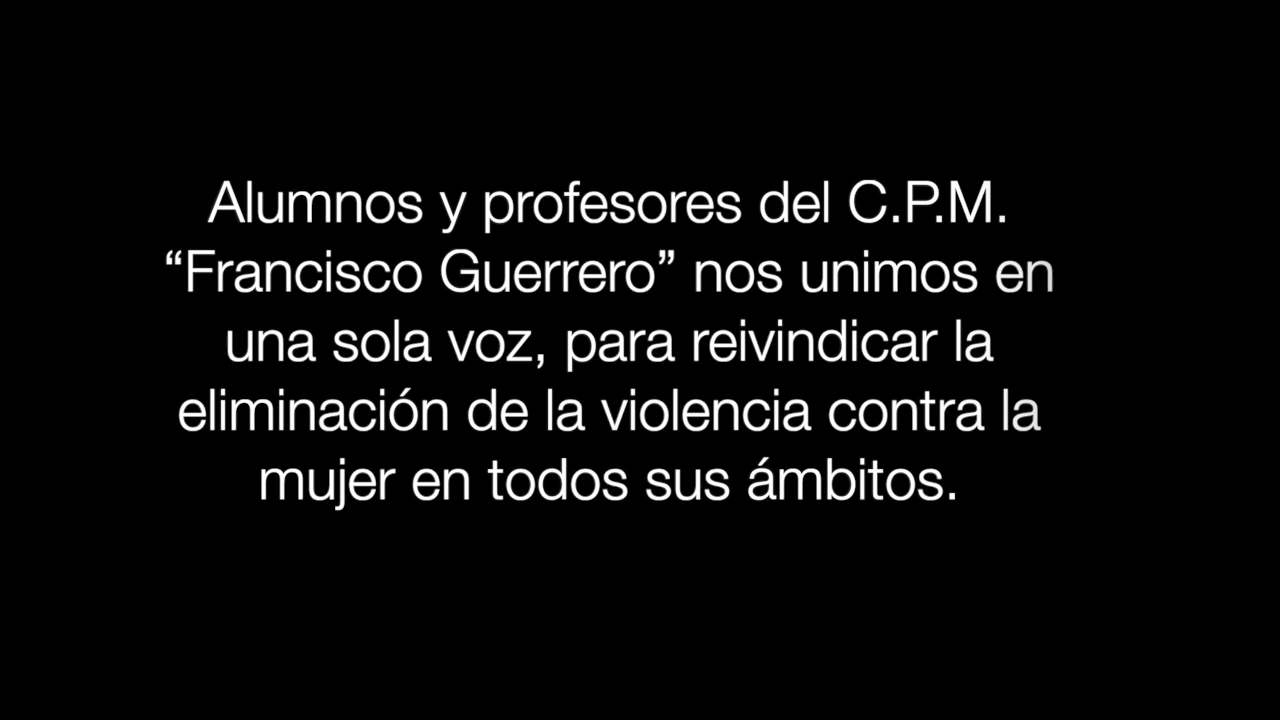 Alumnos y profesores del C.P.M.
“Francisco Guerrero” nos unimos en
una sola voz, para reivindicar la
eliminación de la violencia contra la
mujer en todos sus ámbitos.